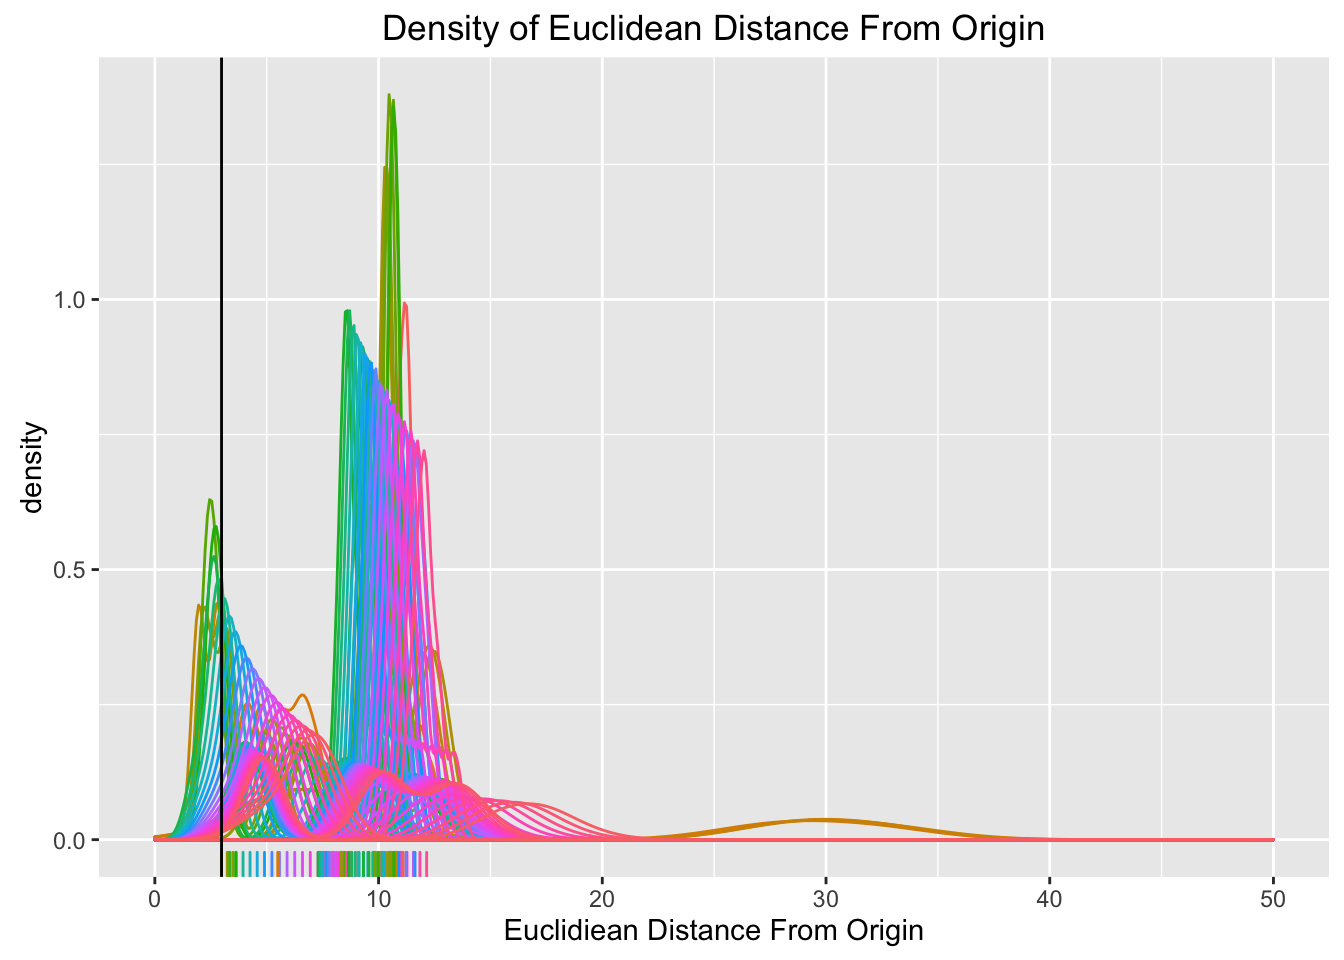 Density of Euclidean Distance From Origin
density
1.0
0.5
0.0
0 10 20 30 40 50
Euclidiean Distance From Origin